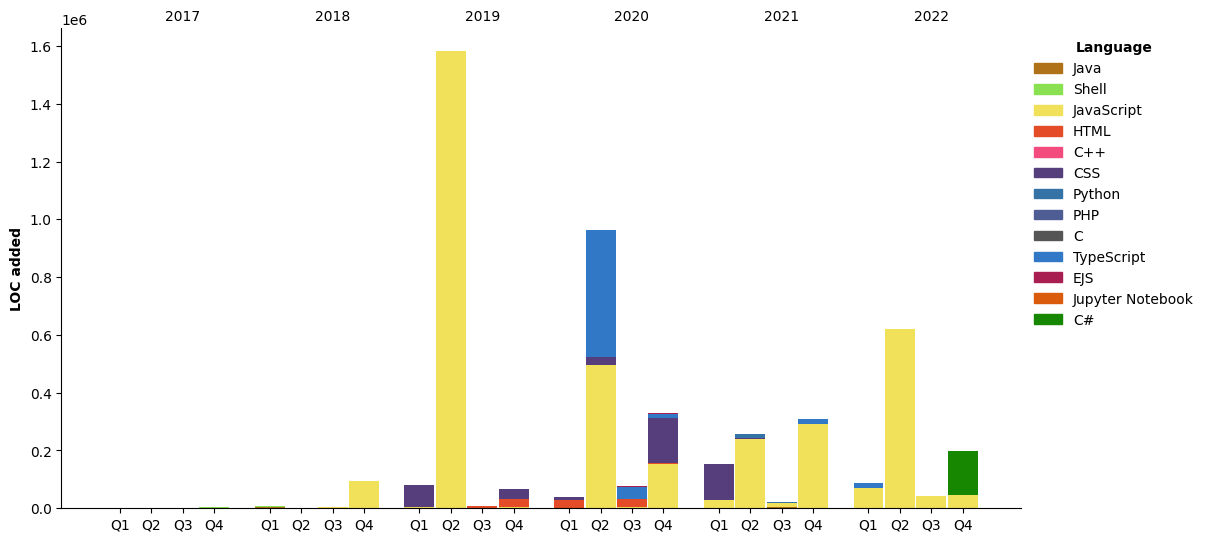 1e6
2017 2018 2019 2020 2021 2022
1.6
1.4
1.2
1.0
0.8
0.6
0.4
0.2
0.0
LOC added
Q1 Q2 Q3 Q4 Q1 Q2 Q3 Q4 Q1 Q2 Q3 Q4 Q1 Q2 Q3 Q4 Q1 Q2 Q3 Q4 Q1 Q2 Q3 Q4
Language
Java
Shell
JavaScript
HTML
C++
CSS
Python
PHP
C
TypeScript
EJS
Jupyter Notebook
C#